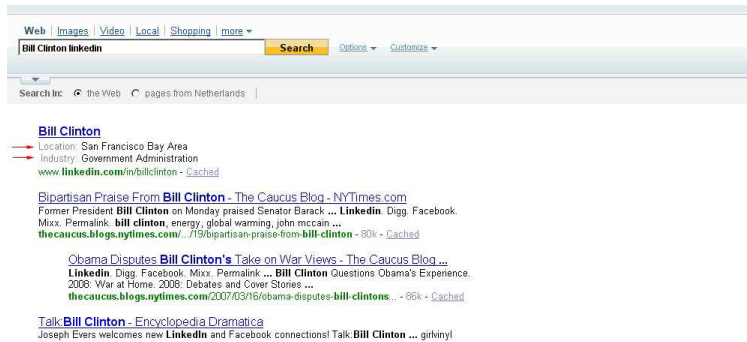 Web | Images | Video | Local | Shopping | more
Bill Clinton linkedin Search Options Customize
Search In: the Web pages from Netherlands
Bill Clinton
Location: San Francisco Bay Area
Industry: Government Administration
www.linkedin.com/in/billclinton - Cached
Bipartisan Praise From Bill Clinton - The Caucus Blog - NYTimes.com
Former President Bill Clinton on Monday praised Senator Barack ... Linkedin. Digg. Facebook.
Mixx. Permalink. bill clinton, energy, global warming, john mccain ...
thecaucus.blogs.nytimes.com/.../19/bipartisan-praise-from-bill-clinton - 80k - Cached
Obama Disputes Bill Clinton's Take on War Views - The Caucus Blog ...
Linkedin. Digg. Facebook. Mixx. Permalink ... Bill Clinton Questions Obama's Experience.
2008: War at Home. 2008: Debates and Cover Stories ...
thecaucus.blogs.nytimes.com/2007/03/16/obama-disputes-bill-clintons... - 86k - Cached
Talk:Bill Clinton - Encyclopedia Dramatica
Joseph Evers welcomes new LinkedIn and Facebook connections! Talk:Bill Clinton ... girlvinyl